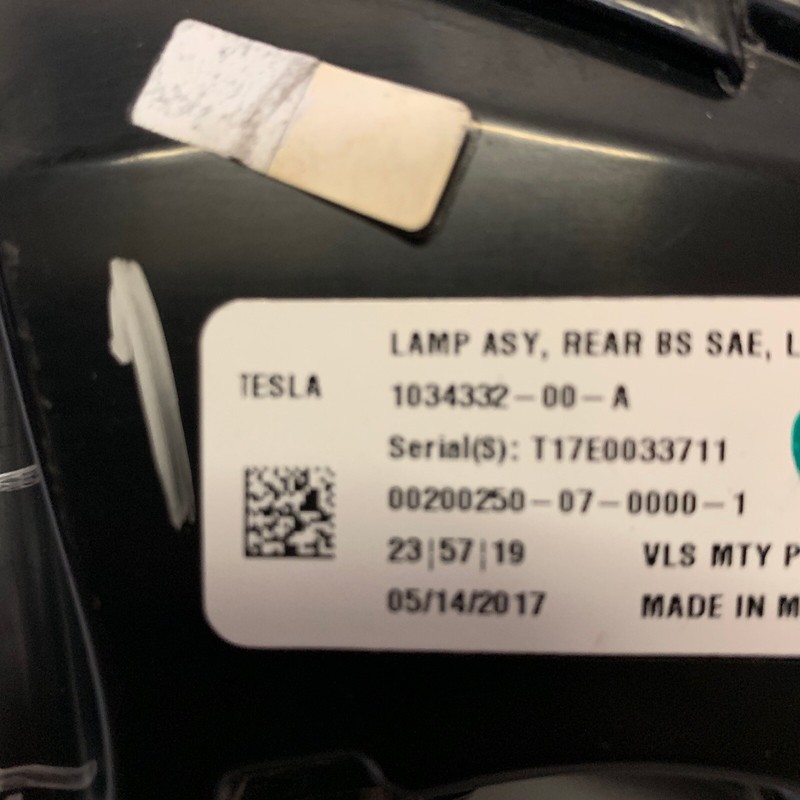 LAMP ASY, REAR BS SAE, L
TESLA
1034332-00-A
Serial(S): T17E0033711
00200250-07-0000-1
23|57|19 VLS MTY P
05/14/2017 MADE IN M